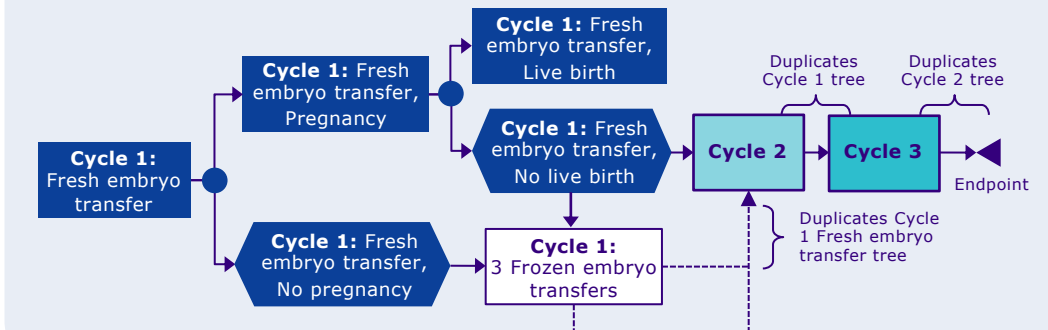 Cycle 1:
Fresh embryo
transfer
Cycle 1: Fresh
embryo transfer,
Pregnancy
Cycle 1: Fresh
embryo transfer,
No pregnancy
Cycle 1: Fresh
embryo transfer,
Live birth
Cycle 1: Fresh
embryo transfer,
No live birth
Cycle 1:
3 Frozen embryo
transfers
Duplicates
Cycle 1 tree
Cycle 2
Duplicates
Cycle 2 tree
Cycle 3
Endpoint
Duplicates Cycle
1 Fresh embryo
transfer tree